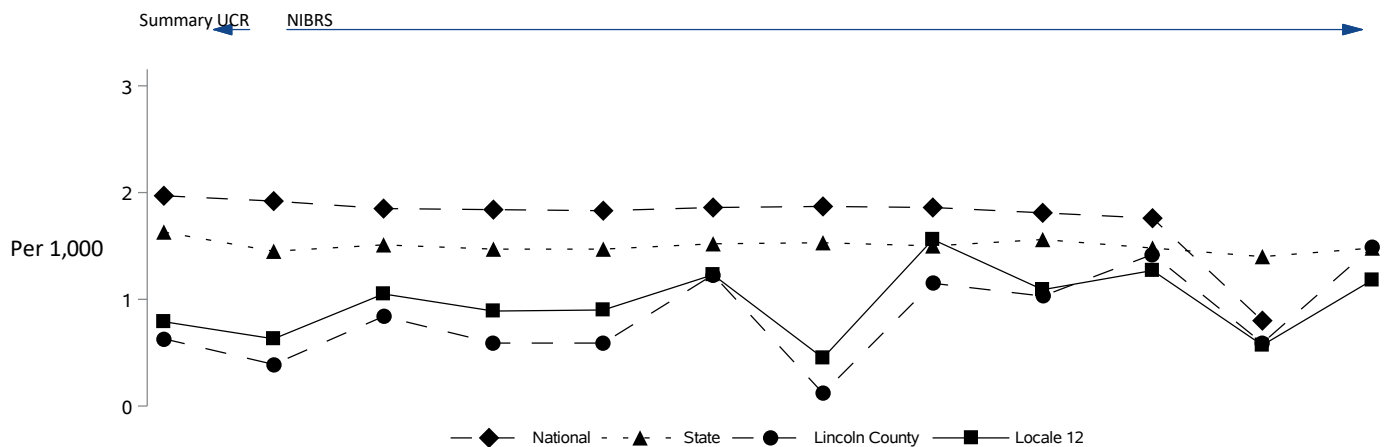 Summary UCR NIBRS
3
2
Per 1,000
1
0
National State Lincoln County Locale 12